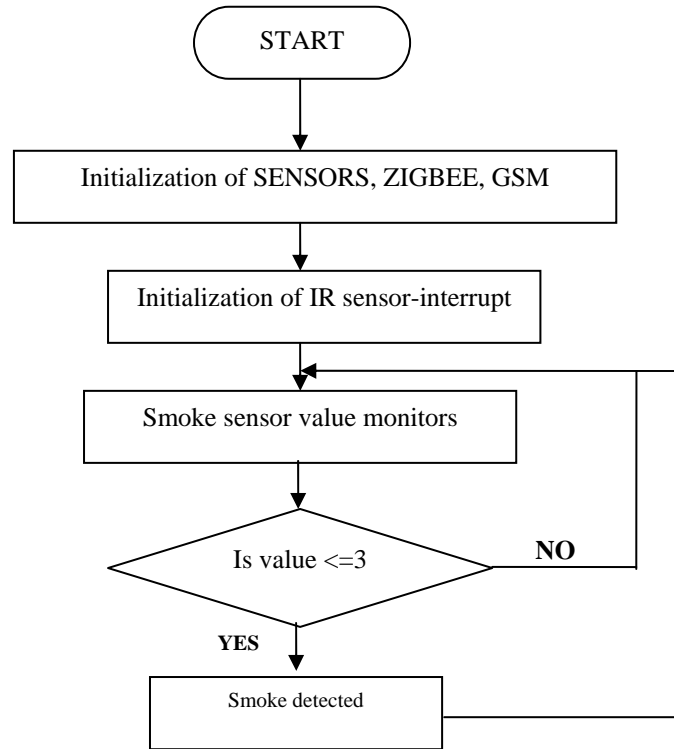 START
Initialization of SENSORS, ZIGBEE, GSM
Initialization of IR sensor-interrupt
Smoke sensor value monitors
Is value <=3
NO
YES
Smoke detected